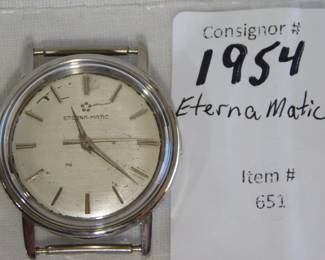 Consignor #
1954
Eterna Matic
Item #
651
ETERNA·MATIC